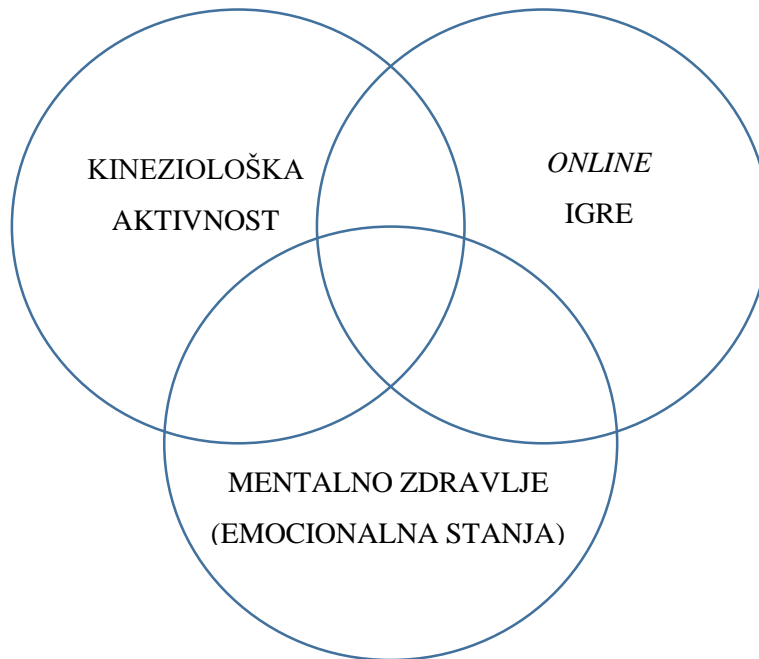 KINEZIOLOŠKA
AKTIVNOST
ONLINE
IGRE
MENTALNO ZDRAVLJE
(EMOCIONALNA STANJA)